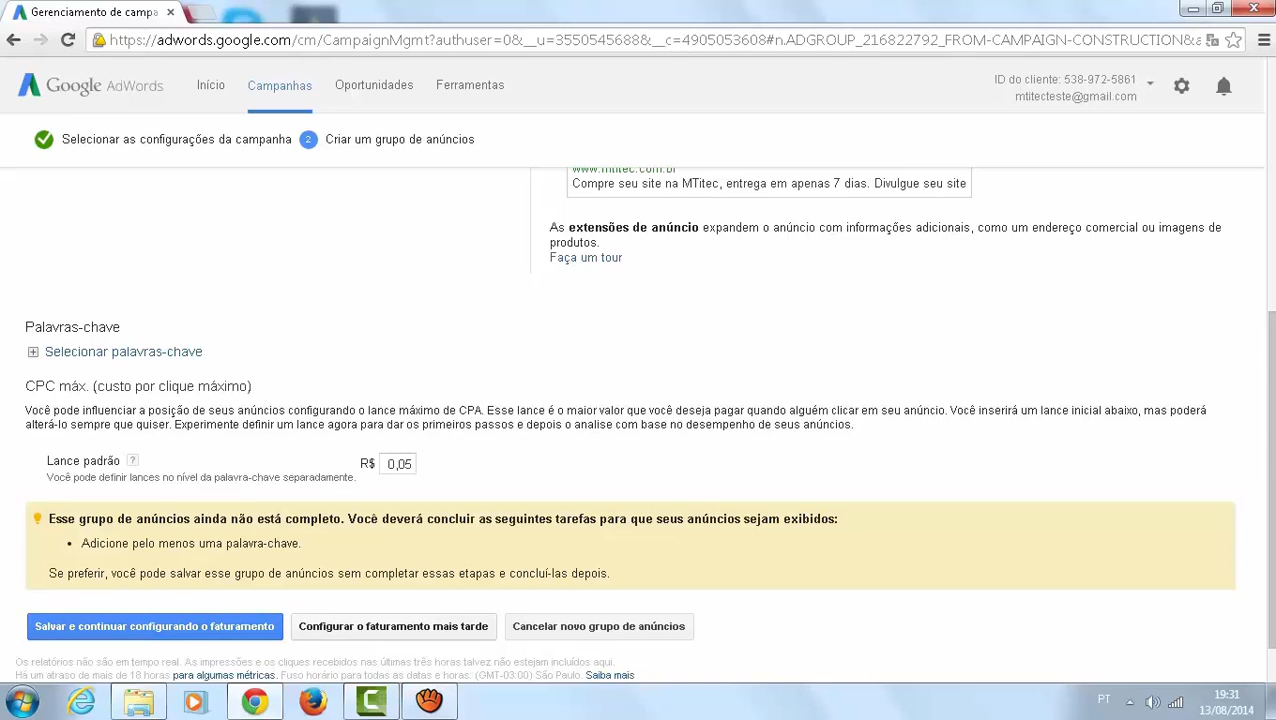 Gerenciamento de campa
https://adwords.google.com/cm/CampaignMgmt?authuser=0&__u=3550545688&__c=4905053608#n.ADGROUP_216822792_FROM-CAMPAIGN-CONSTRUCTION&a
Google AdWords
Início
Campanhas
Oportunidades
Ferramentas
ID do cliente: 538-972-5861
mtitecteste@gmail.com
Selecionar as configurações da campanha
2
Criar um grupo de anúncios
www.mtitec.com.br
Compre seu site na MTitec, entrega em apenas 7 dias. Divulgue seu site
As extensões de anúncio expandem o anúncio com informações adicionais, como um endereço comercial ou imagens de
produtos.
Faça um tour
Palavras-chave
Selecionar palavras-chave
CPC máx. (custo por clique máximo)
Você pode influenciar a posição de seus anúncios configurando o lance máximo de CPA. Esse lance é o maior valor que você deseja pagar quando alguém clicar em seu anúncio. Você inserirá um lance inicial abaixo, mas poderá
alterá-lo sempre que quiser. Experimente definir um lance agora para dar os primeiros passos e depois o analise com base no desempenho de seus anúncios.
Lance padrão ? R$ 0,05
Você pode definir lances no nível da palavra-chave separadamente.
Esse grupo de anúncios ainda não está completo. Você deverá concluir as seguintes tarefas para que seus anúncios sejam exibidos:
• Adicione pelo menos uma palavra-chave.
Se preferir, você pode salvar esse grupo de anúncios sem completar essas etapas e concluí-las depois.
Salvar e continuar configurando o faturamento
Configurar o faturamento mais tarde
Cancelar novo grupo de anúncios
Os relatórios não são em tempo real. As impressões e os cliques recebidos nas últimas três horas talvez não estejam incluídos aqui.
Há um atraso de mais de 18 horas para algumas métricas. Fuso horário para todas as datas e horas: (GMT-03:00) São Paulo. Saiba mais
PT
19:31
13/08/2014